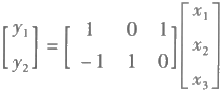 [y₁ y₂] = [1 0 1; -1 1 0] [x₁ x₂ x₃]